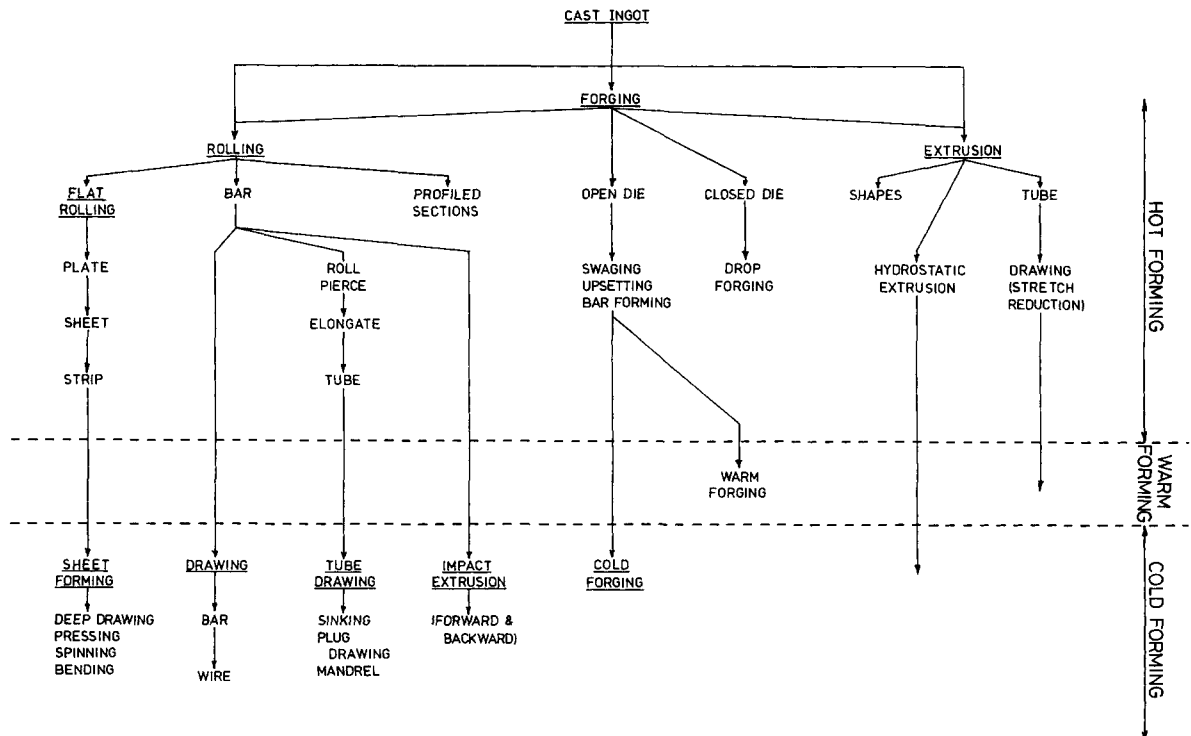 CAST INGOT
FORGING
ROLLING
EXTRUSION
FLAT
ROLLING
BAR
PROFILED
SECTIONS
OPEN DIE
CLOSED DIE
SHAPES
TUBE
PLATE
ROLL
PIERCE
SWAGING
UPSETTING
BAR FORMING
DROP
FORGING
HYDROSTATIC
EXTRUSION
DRAWING
(STRETCH
REDUCTION)
SHEET
ELONGATE
STRIP
TUBE
HOT FORMING
WARM
FORGING
WARM
FORMING
SHEET
FORMING
DRAWING
TUBE
DRAWING
IMPACT
EXTRUSION
COLD
FORGING
DEEP DRAWING
PRESSING
SPINNING
BENDING
BAR
WIRE
SINKING
PLUG
DRAWING
MANDREL
(FORWARD &
BACKWARD)
COLD FORMING